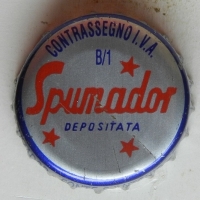 CONTRASSEGNO I.V.A.
B/1
Spumador
DEPOSITATA